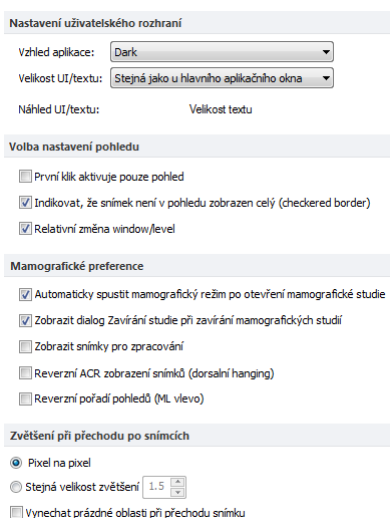 Nastavení uživatelského rozhraní
Vzhled aplikace: Dark
Velikost UI/textu: Stejná jako u hlavního aplikačního okna
Náhled UI/textu: Velikost textu
Volba nastavení pohledu
První klik aktivuje pouze pohled
Indikovat, že snímek není v pohledu zobrazen celý (checkered border)
Relativní změna window/level
Mamografické preference
Automaticky spustit mamografický režim po otevření mamografické studie
Zobrazit dialog Zavírání studie při zavírání mamografických studií
Zobrazit snímky pro zpracování
Reverzní ACR zobrazení snímků (dorsalní hanging)
Reverzní pořadí pohledů (ML vlevo)
Zvětšení při přechodu po snímcích
Pixel na pixel
Stejná velikost zvětšení 1.5
Vynechat prázdné oblasti při přechodu snímku